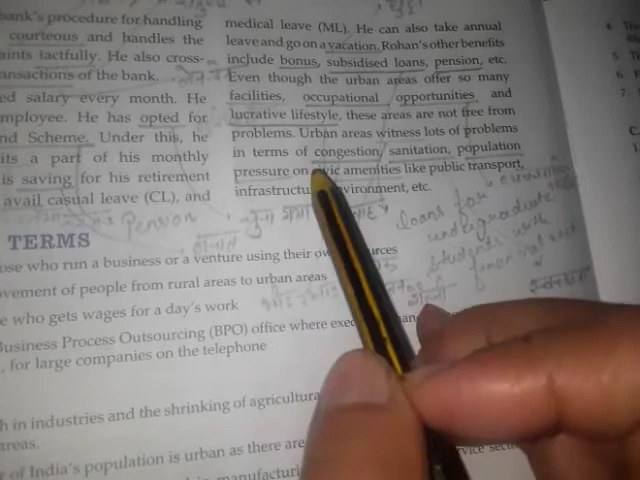 ank's procedure for handling
courteous and handles the
aints tactfully. He also cross-
ansactions of the bank.
ed salary every month. He
mployee. He has opted for
nd Scheme. Under this, he
its a part of his monthly
is saving for his retirement
avail casual leave (CL), and
medical leave (ML). He can also take annual
leave and go on a vacation. Rohan's other benefits
include bonus, subsidised loans, pension, etc.
Even though the urban areas offer so many
facilities, occupational opportunities and
lucrative lifestyle, these areas are not free from
problems. Urban areas witness lots of problems
in terms of congestion, sanitation, population
pressure on civic amenities like public transport,
infrastructu environment, etc.
Pension
loans for
undergraduate
students with
financial need
TERMS
ose who run a business or a venture using their ow
ovement of people from rural areas to urban areas
e who gets wages for a day's work
Business Process Outsourcing (BPO) office where exec
, for large companies on the telephone
h in industries and the shrinking of agricultura
areas.
r of India's population is urban as there are
manufacturi